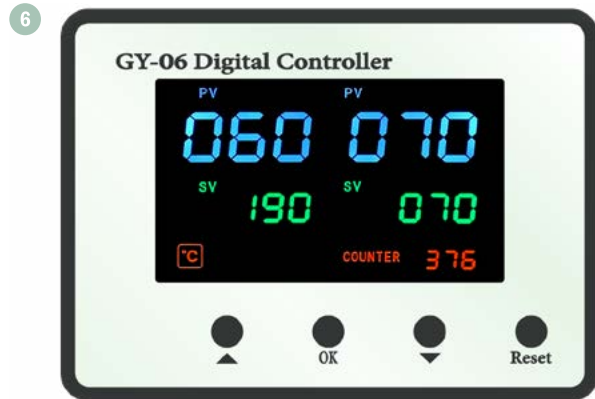 6
GY-06 Digital Controller
PV PV
060 070
SV SV
190 070
°C COUNTER 376
OK Reset